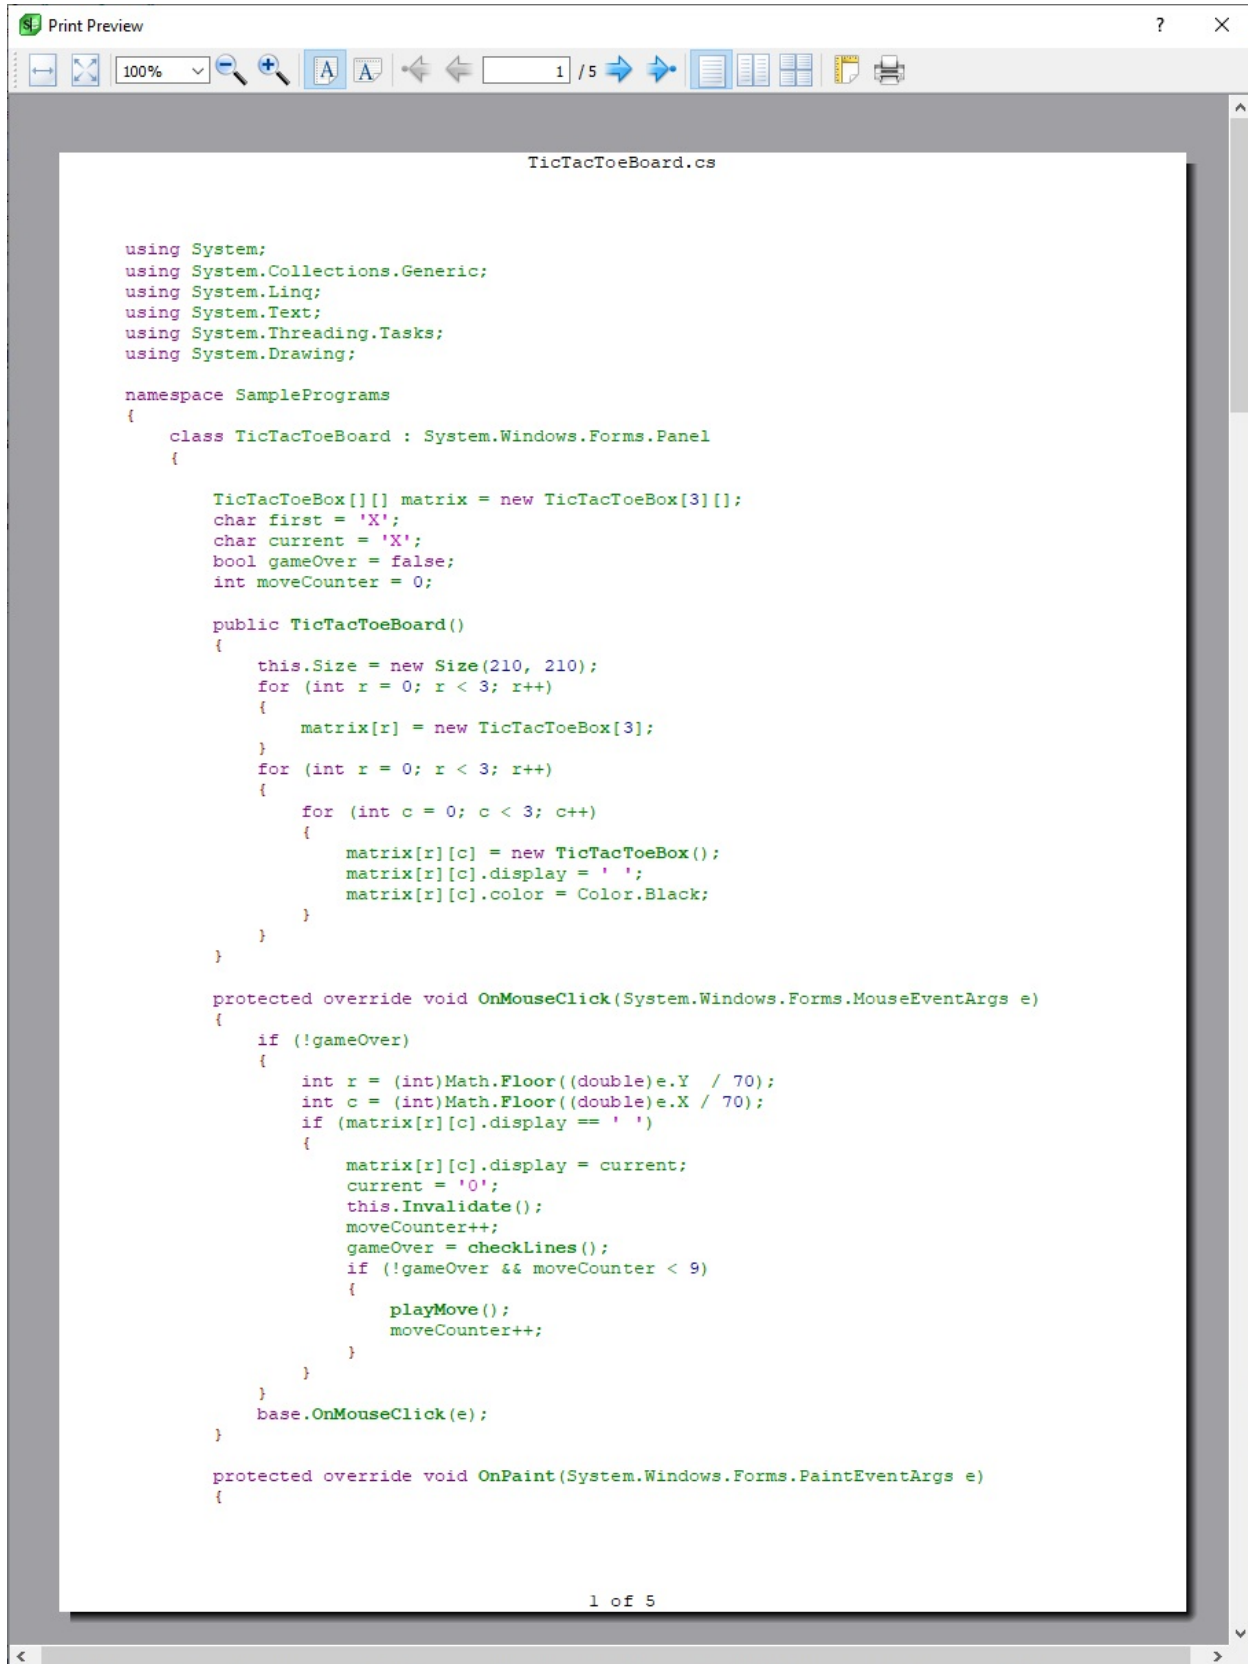 Print Preview
?
100%
A
A
1 / 5
TicTacToeBoard.cs
using System;
using System.Collections.Generic;
using System.Linq;
using System.Text;
using System.Threading.Tasks;
using System.Drawing;
namespace SamplePrograms
{
class TicTacToeBoard : System.Windows.Forms.Panel
{
TicTacToeBox[][] matrix = new TicTacToeBox[3][];
char first = 'X';
char current = 'X';
bool gameOver = false;
int moveCounter = 0;
public TicTacToeBoard()
{
this.Size = new Size(210, 210);
for (int r = 0; r < 3; r++)
{
matrix[r] = new TicTacToeBox[3];
}
for (int r = 0; r < 3; r++)
{
for (int c = 0; c < 3; c++)
{
matrix[r][c] = new TicTacToeBox();
matrix[r][c].display = ' ';
matrix[r][c].color = Color.Black;
}
}
}
protected override void OnMouseClick(System.Windows.Forms.MouseEventArgs e)
{
if (!gameOver)
{
int r = (int)Math.Floor((double)e.Y  / 70);
int c = (int)Math.Floor((double)e.X / 70);
if (matrix[r][c].display == ' ')
{
matrix[r][c].display = current;
current = '0';
this.Invalidate();
moveCounter++;
gameOver = checkLines();
if (!gameOver && moveCounter < 9)
{
playMove();
moveCounter++;
}
}
}
base.OnMouseClick(e);
}
protected override void OnPaint(System.Windows.Forms.PaintEventArgs e)
{
1 of 5